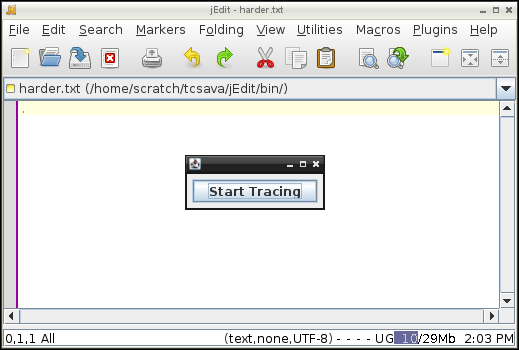 jEdit - harder.txt
File Edit Search Markers Folding View Utilities Macros Plugins Help
harder.txt (/home/scratch/tcsava/jEdit/bin/)
Start Tracing
0,1,1 All (text,none,UTF-8) - - - - UG 10/29Mb 2:03 PM